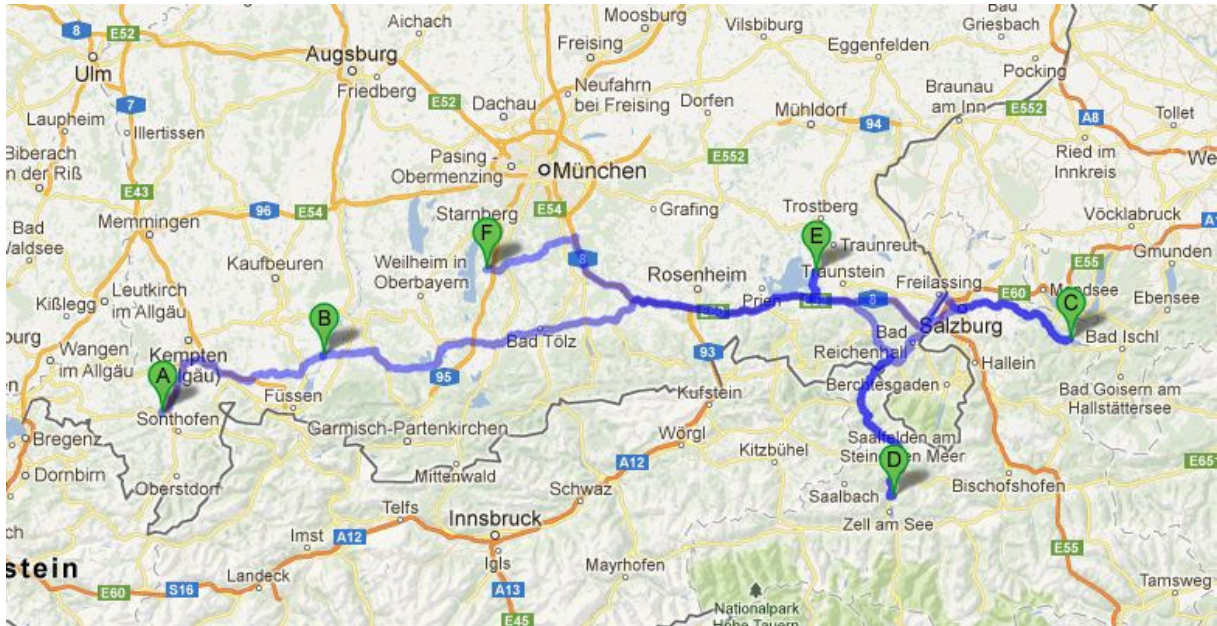 8
E52
Ulm
Aichach
Augsburg
Friedberg
E52
Dachau
Moosburg
Freising
Neufahrn
bei Freising
Vilsbiburg
Dorfen
Eggenfelden
Bad
Griesbach
Pocking
Braunau
am Inn
E552
A8
Tollet
Laupheim
7
Illertissen
Biberach
n der Riß
Pasing -
Obermenzing
München
E552
Mühldorf
94
Ried im
Innkreis
We
E43
Memmingen
96
E54
Starnberg
F
E54
Grafing
Trostberg
E
Traunreut
Vöcklabruck
A1
Bad
Waldsee
Kaufbeuren
Weilheim in
Oberbayern
8
Rosenheim
Traunstein
Freilassing
E55
Gmunden
Kißlegg
Leutkirch
im Allgäu
B
Prien
E52
8
E60
Mondsee
C
Ebensee
Salzburg
Bad Ischl
Wangen
im Allgäu
Kempten
(Allgäu)
A
Bad Tölz
Bad
Reichenhall
Hallein
93
95
Füssen
Kufstein
Berchtesgaden
Bad Goisern am
Hallstättersee
Sonthofen
Bregenz
Garmisch-Partenkirchen
Wörgl
Kitzbühel
Saalfelden am
Steinernen Meer
D
Dornbirn
Oberstdorf
Mittenwald
A12
Saalbach
Bischofshofen
E651
Schwaz
Zell am See
Telfs
Innsbruck
Imst
A12
Igls
Mayrhofen
E55
stein
Landeck
E60
S16
A13
E45
Tamsweg
Nationalpark
Hohe Tauern